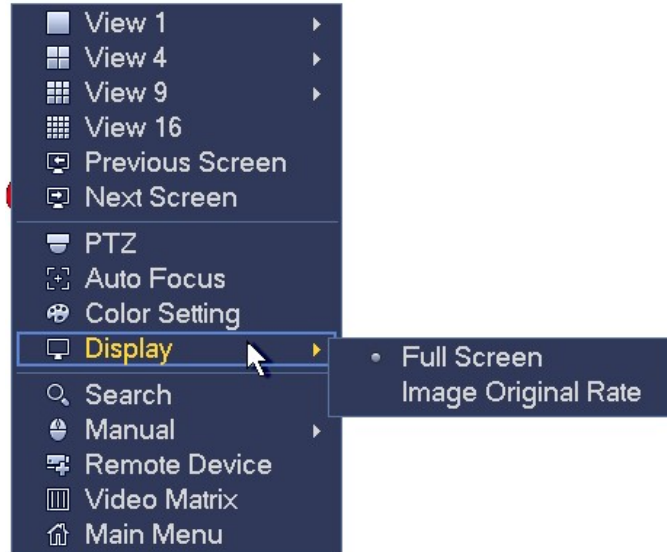 View 1
View 4
View 9
View 16
Previous Screen
Next Screen
PTZ
Auto Focus
Color Setting
Display
Full Screen
Image Original Rate
Search
Manual
Remote Device
Video Matrix
Main Menu